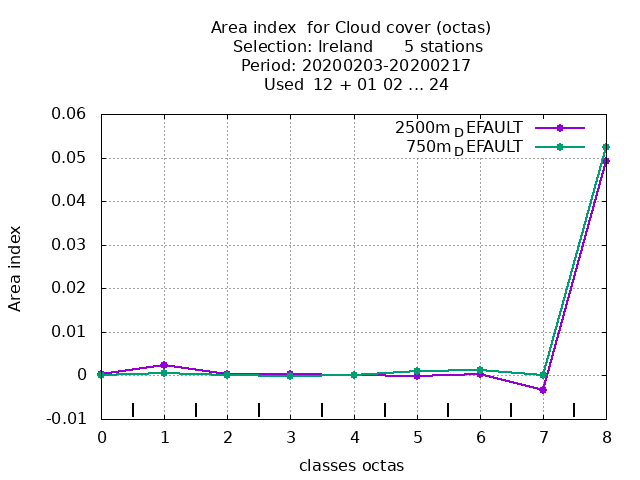 Area index  for Cloud cover (octas)
Selection: Ireland      5 stations
Period: 20200203-20200217
Used  12 + 01 02 ... 24
2500m_DEFAULT
750m_DEFAULT
0.06
0.05
0.04
0.03
0.02
0.01
0
-0.01
Area index
0 1 2 3 4 5 6 7 8
classes octas